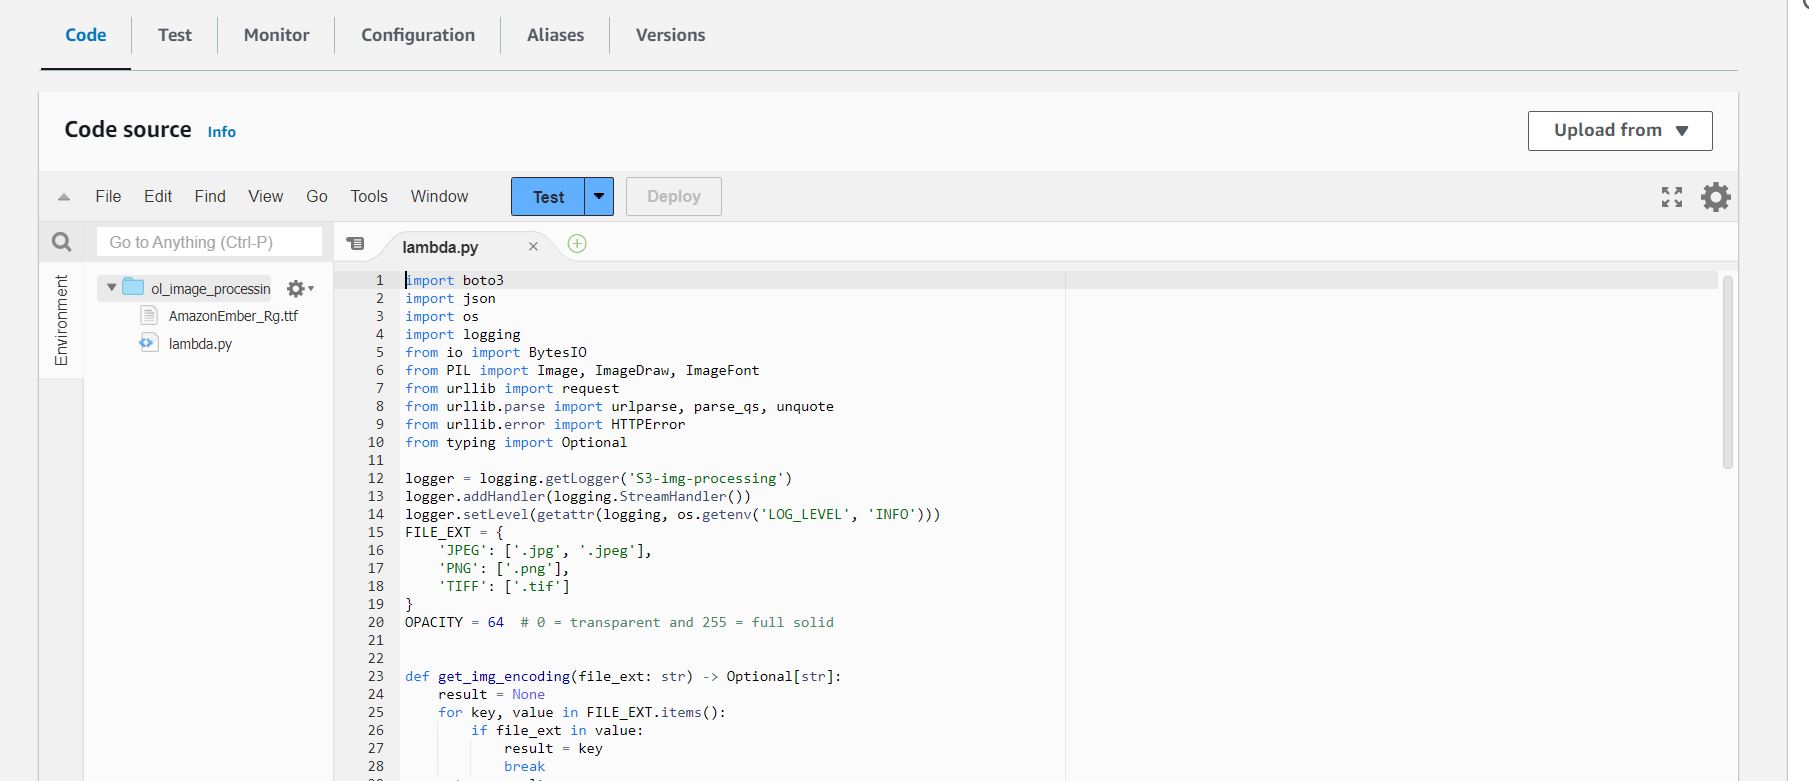 Code Test Monitor Configuration Aliases Versions
Code source Info
Upload from
File Edit Find View Go Tools Window Test Deploy
Go to Anything (Ctrl-P)
lambda.py
Environment
ol_image_processin
AmazonEmber_Rg.ttf
lambda.py
1 import boto3
2 import json
3 import os
4 import logging
5 from io import BytesIO
6 from PIL import Image, ImageDraw, ImageFont
7 from urllib import request
8 from urllib.parse import urlparse, parse_qs, unquote
9 from urllib.error import HTTPError
10 from typing import Optional
11
12 logger = logging.getLogger('S3-img-processing')
13 logger.addHandler(logging.StreamHandler())
14 logger.setLevel(getattr(logging, os.getenv('LOG_LEVEL', 'INFO')))
15 FILE_EXT = {
16     'JPEG': ['.jpg', '.jpeg'],
17     'PNG': ['.png'],
18     'TIFF': ['.tif']
19 }
20 OPACITY = 64  # 0 = transparent and 255 = full solid
21
22
23 def get_img_encoding(file_ext: str) -> Optional[str]:
24     result = None
25     for key, value in FILE_EXT.items():
26         if file_ext in value:
27             result = key
28             break